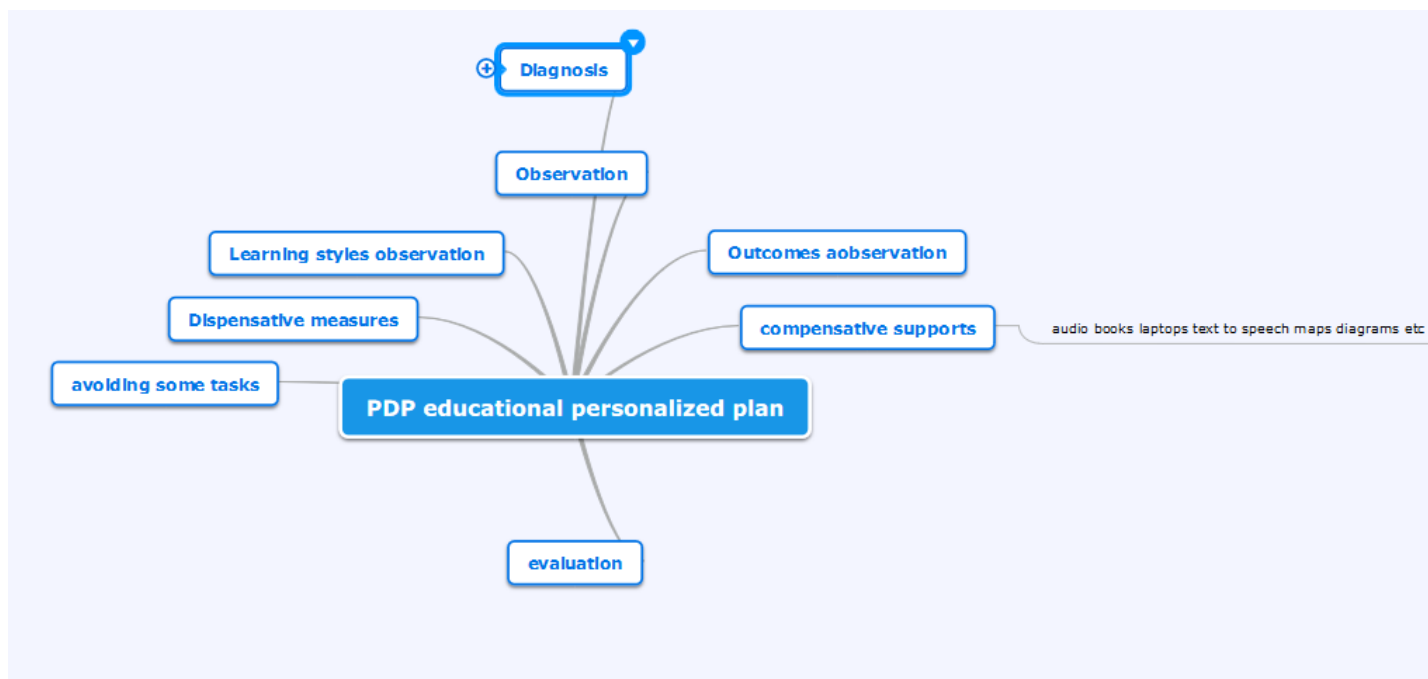 Diagnosis
Observation
Learning styles observation
Outcomes aobservation
Dispensative measures
compensative supports
audio books laptops text to speech maps diagrams etc
avoiding some tasks
PDP educational personalized plan
evaluation